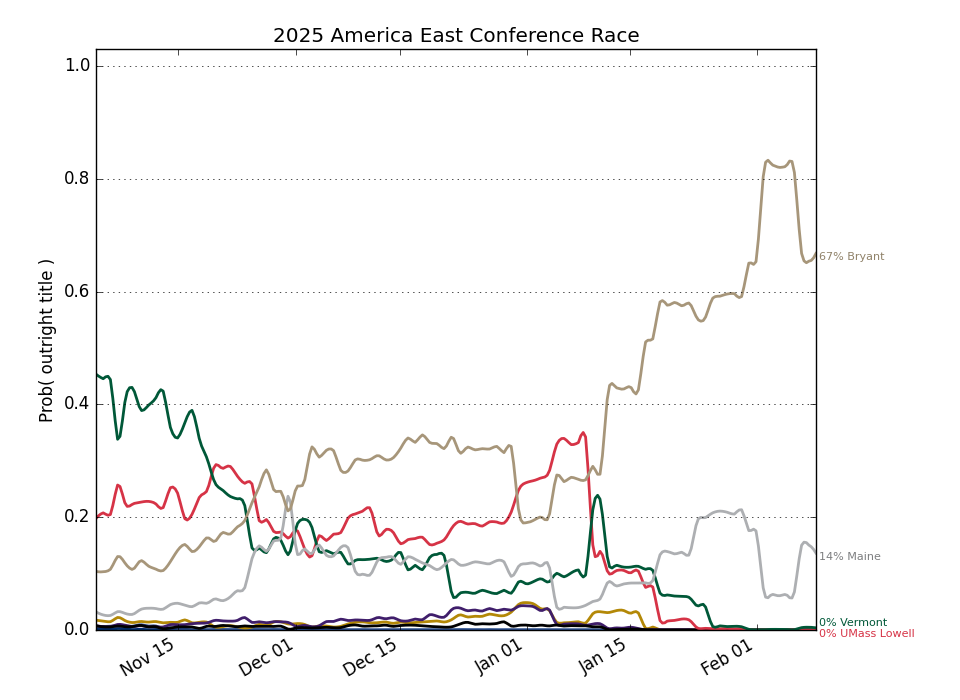 2025 America East Conference Race
Prob( outright title )
1.0
0.8
0.6
0.4
0.2
0.0
67% Bryant
14% Maine
0% Vermont
0% UMass Lowell
Nov 15
Dec 01
Dec 15
Jan 01
Jan 15
Feb 01